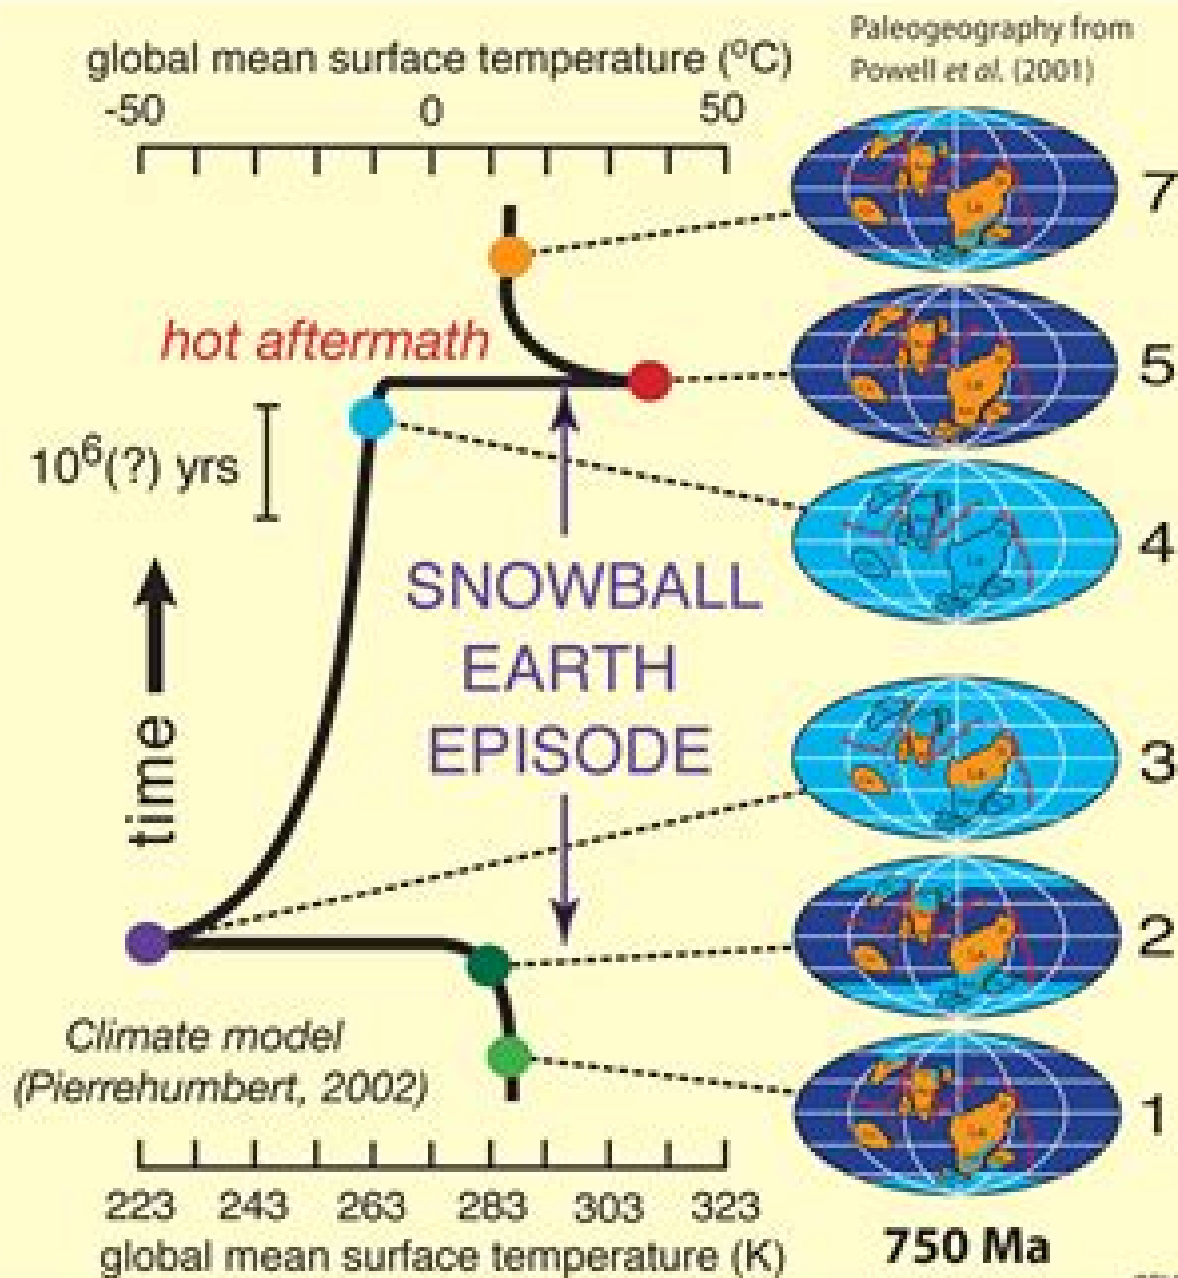 global mean surface temperature (⁰C)
-50 0 50
Paleogeography from
Powell et al. (2001)
7
hot aftermath
5
10⁶(?) yrs
4
SNOWBALL
EARTH
EPISODE
time
3
2
Climate model
(Pierrehumbert, 2002)
1
223 243 263 283 303 323
global mean surface temperature (K)
750 Ma